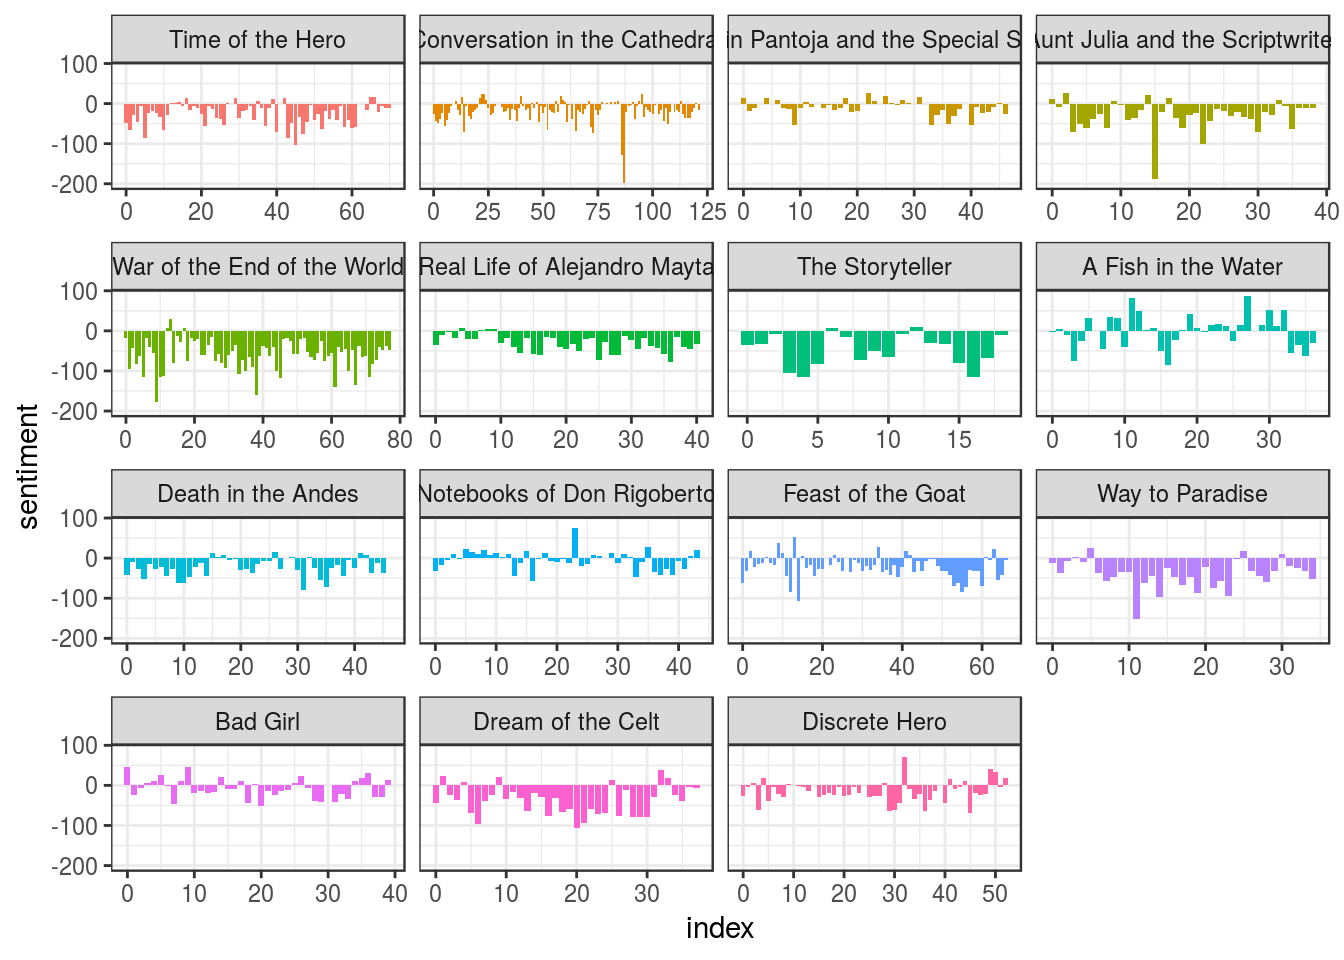 Time of the Hero
Conversation in the Cathedra
in Pantoja and the Special S
Aunt Julia and the Scriptwrite
100
0
-100
-200
0 20 40 60
0 25 50 75 100 125
0 10 20 30 40
0 10 20 30 40
War of the End of the World
Real Life of Alejandro Mayta
The Storyteller
A Fish in the Water
100
0
-100
-200
0 20 40 60 80
0 10 20 30 40
0 5 10 15
0 10 20 30
sentiment
Death in the Andes
Notebooks of Don Rigoberto
Feast of the Goat
Way to Paradise
100
0
-100
-200
0 10 20 30 40
0 10 20 30 40
0 20 40 60
0 10 20 30
Bad Girl
Dream of the Celt
Discrete Hero
100
0
-100
-200
0 10 20 30 40
0 10 20 30
0 10 20 30 40 50
index